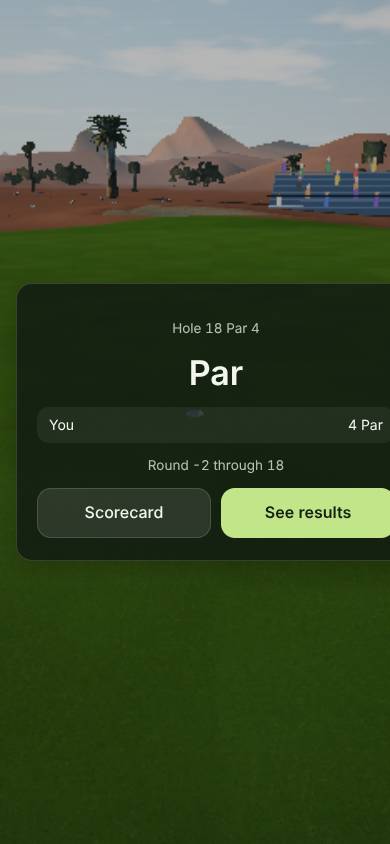 Hole 18 Par 4
Par
You 4 Par
Round -2 through 18
Scorecard See results